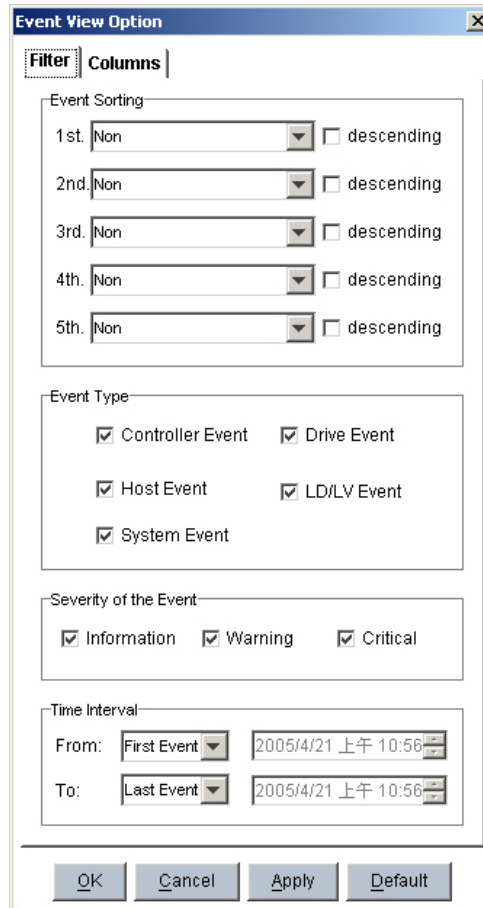 Event View Option
Filter Columns
Event Sorting
1st. Non descending
2nd. Non descending
3rd. Non descending
4th. Non descending
5th. Non descending
Event Type
Controller Event Drive Event
Host Event LD/LV Event
System Event
Severity of the Event
Information Warning Critical
Time Interval
From: First Event 2005/4/21 上午 10:56
To: Last Event 2005/4/21 上午 10:56
OK Cancel Apply Default